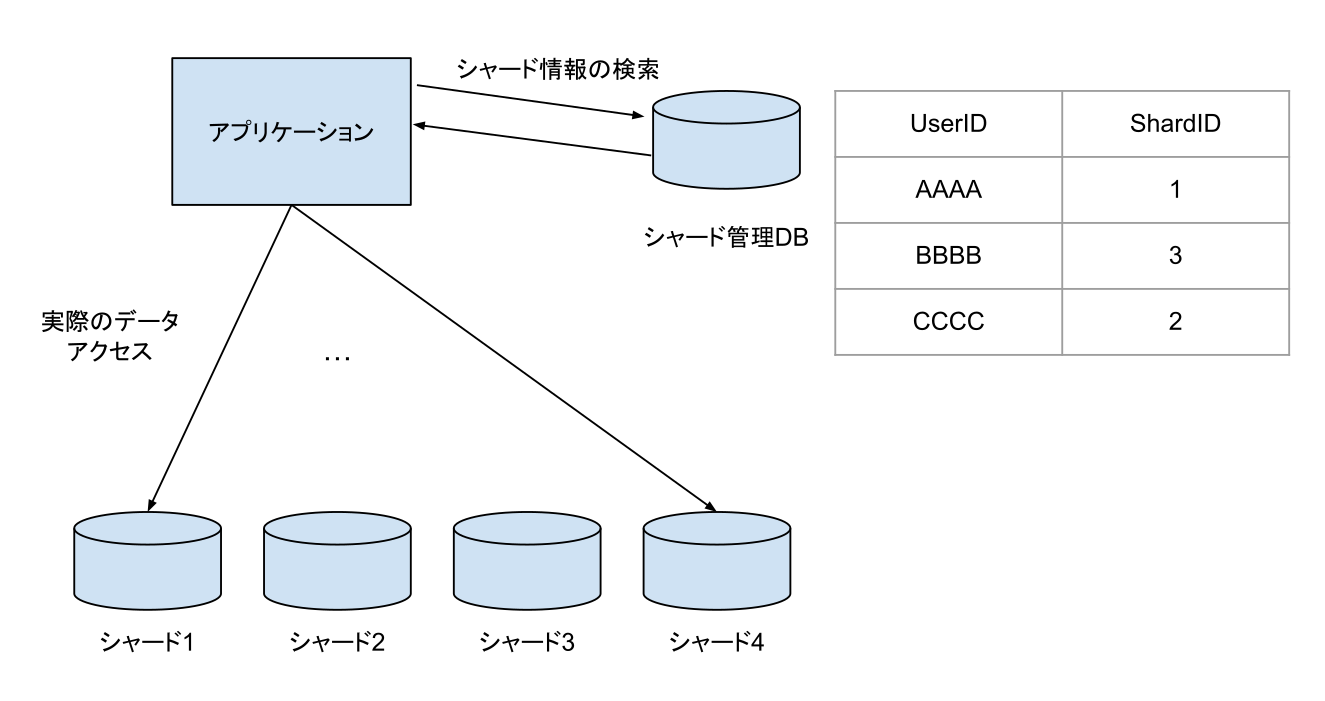 シャード情報の検索
アプリケーション
シャード管理DB
UserID ShardID
AAAA 1
BBBB 3
CCCC 2
実際のデータ
アクセス
…
シャード1 シャード2 シャード3 シャード4